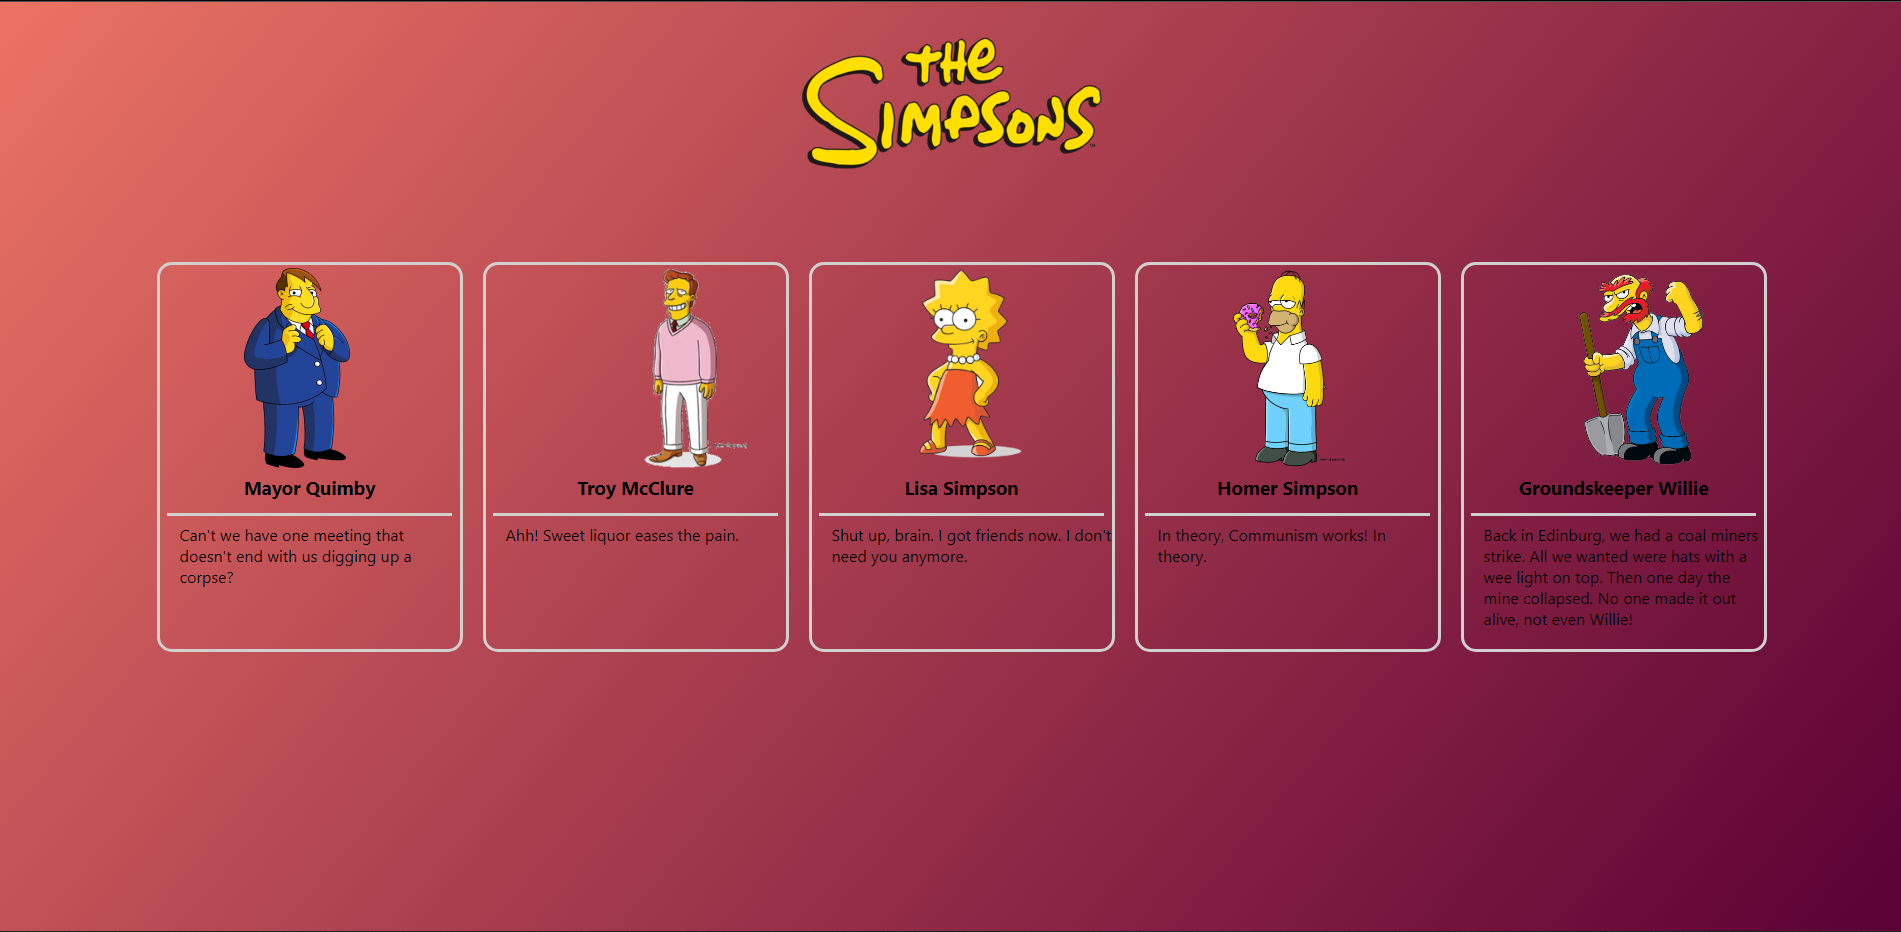 THE
SIMPSONS
TM
Mayor Quimby
Can't we have one meeting that
doesn't end with us digging up a
corpse?
Troy McClure
Ahh! Sweet liquor eases the pain.
Lisa Simpson
Shut up, brain. I got friends now. I don't
need you anymore.
Homer Simpson
In theory, Communism works! In
theory.
Groundskeeper Willie
Back in Edinburg, we had a coal miners
strike. All we wanted were hats with a
wee light on top. Then one day the
mine collapsed. No one made it out
alive, not even Willie!